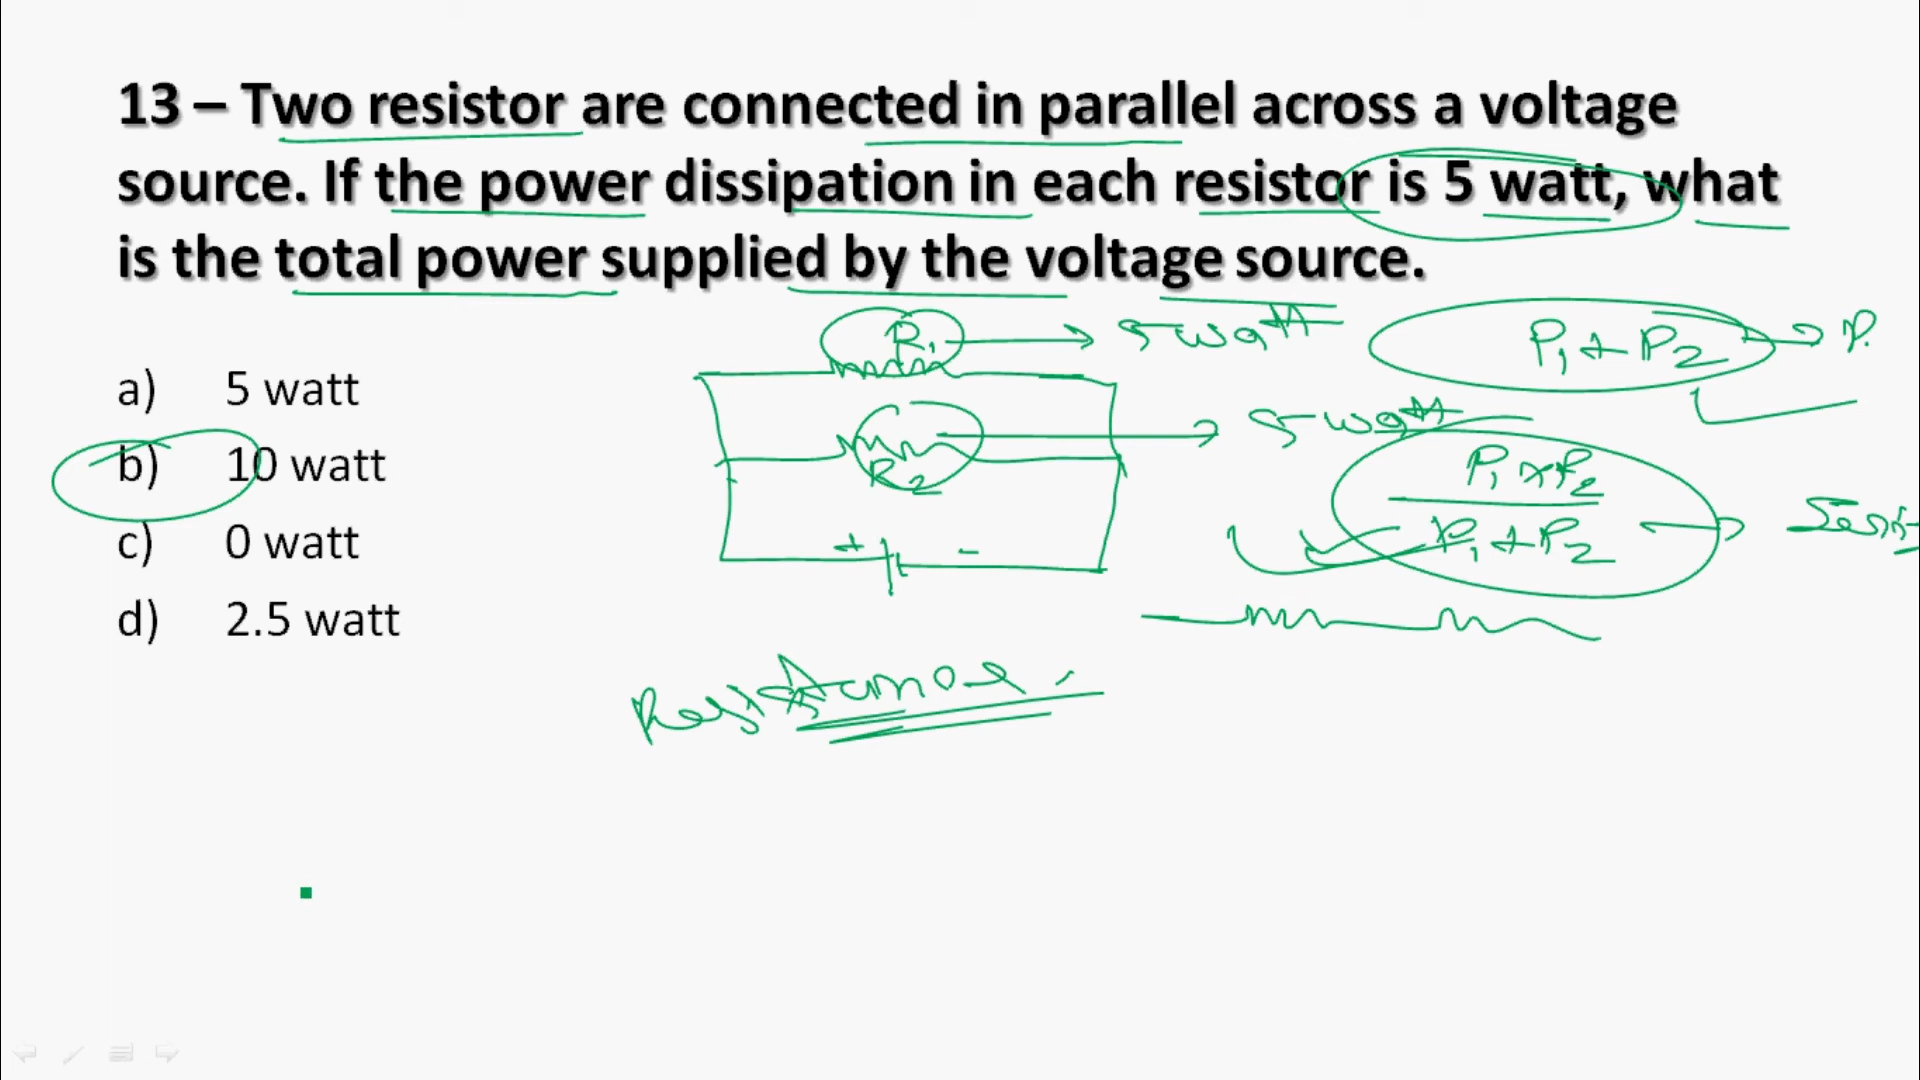 13 – Two resistor are connected in parallel across a voltage
source. If the power dissipation in each resistor is 5 watt, what
is the total power supplied by the voltage source.
R1 5 watt P1 + P2 P.
a) 5 watt
5 watt
b) 10 watt
R2
P1 × P2
P1 + P2
c) 0 watt
+ -
d) 2.5 watt
Resistance.